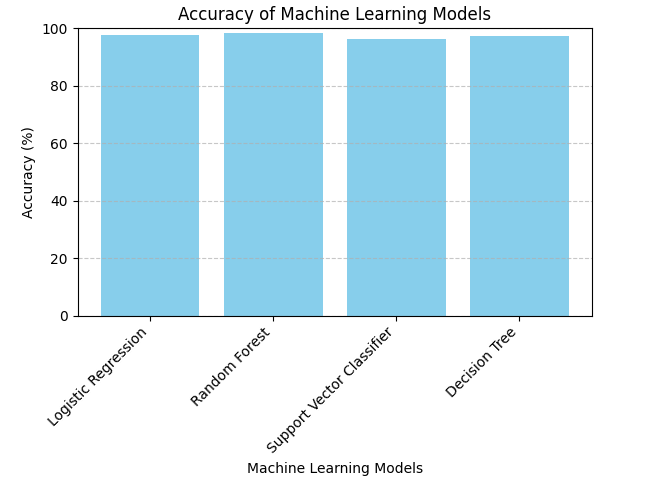 Accuracy of Machine Learning Models
Accuracy (%)
100
80
60
40
20
0
Logistic Regression
Random Forest
Support Vector Classifier
Decision Tree
Machine Learning Models